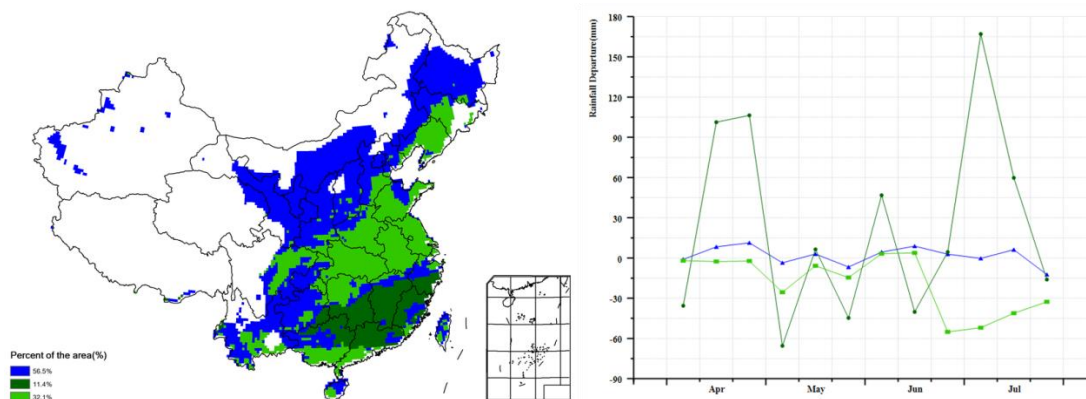 Percent of the area(%)
56.5%
11.4%
32.1%
Rainfall Departure(mm)
180
150
120
90
60
30
0
-30
-60
-90
Apr
May
Jun
Jul